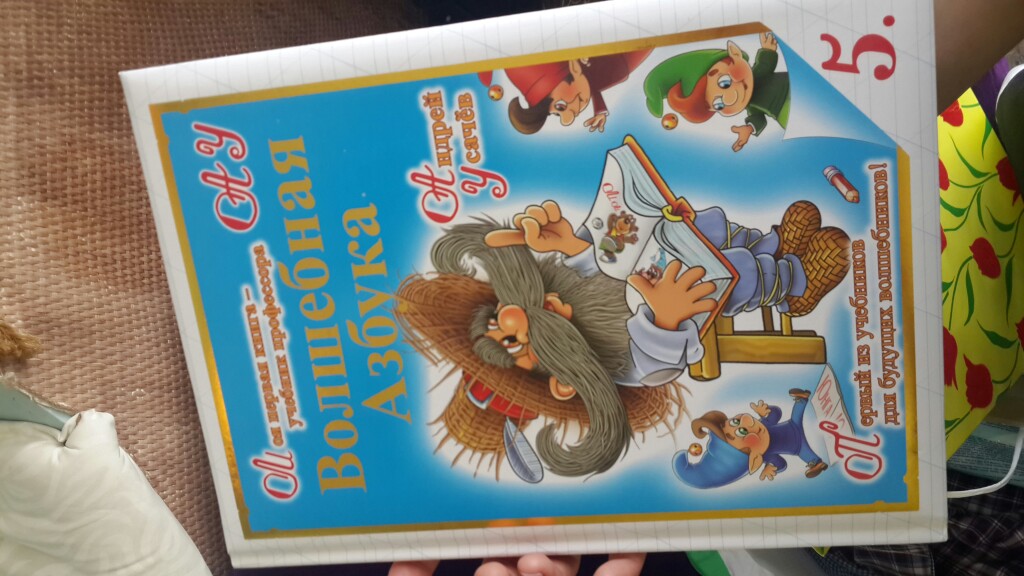 Моя первая книга –
учебник профессора
АУ
Волшебная
Азбука
Андрей
Усачёв
Первый из учебников
для будущих волшебников!
5.